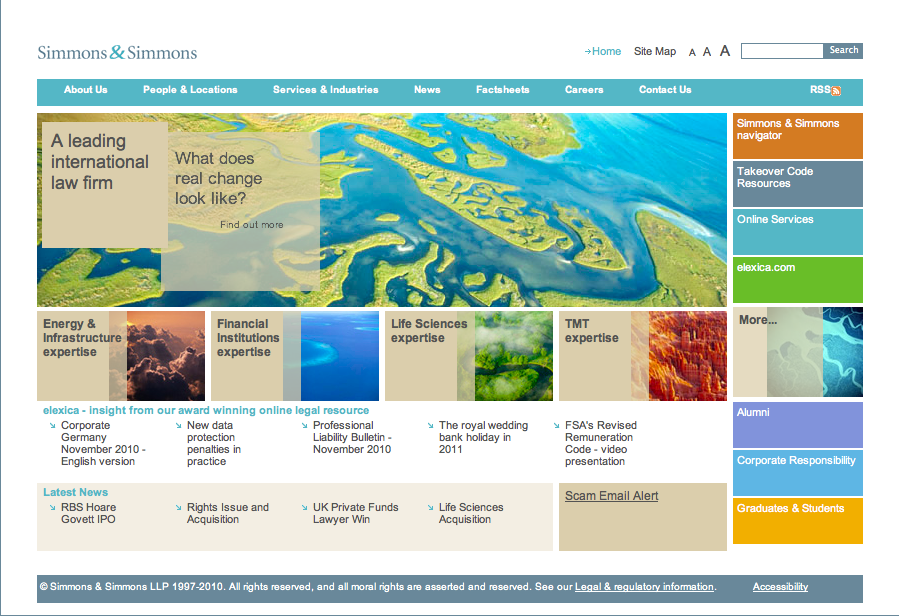 Simmons&Simmons
Home Site Map A A A Search
About Us People & Locations Services & Industries News Factsheets Careers Contact Us RSS
A leading
international
law firm
What does
real change
look like?
Find out more
Simmons & Simmons
navigator
Takeover Code
Resources
Online Services
elexica.com
Energy &
Infrastructure
expertise
Financial
Institutions
expertise
Life Sciences
expertise
TMT
expertise
More...
elexica - insight from our award winning online legal resource
Corporate
Germany
November 2010 -
English version
New data
protection
penalties in
practice
Professional
Liability Bulletin -
November 2010
The royal wedding
bank holiday in
2011
FSA's Revised
Remuneration
Code - video
presentation
Alumni
Corporate Responsibility
Graduates & Students
Latest News
RBS Hoare
Govett IPO
Rights Issue and
Acquisition
UK Private Funds
Lawyer Win
Life Sciences
Acquisition
Scam Email Alert
© Simmons & Simmons LLP 1997-2010. All rights reserved, and all moral rights are asserted and reserved. See our Legal & regulatory information. Accessibility